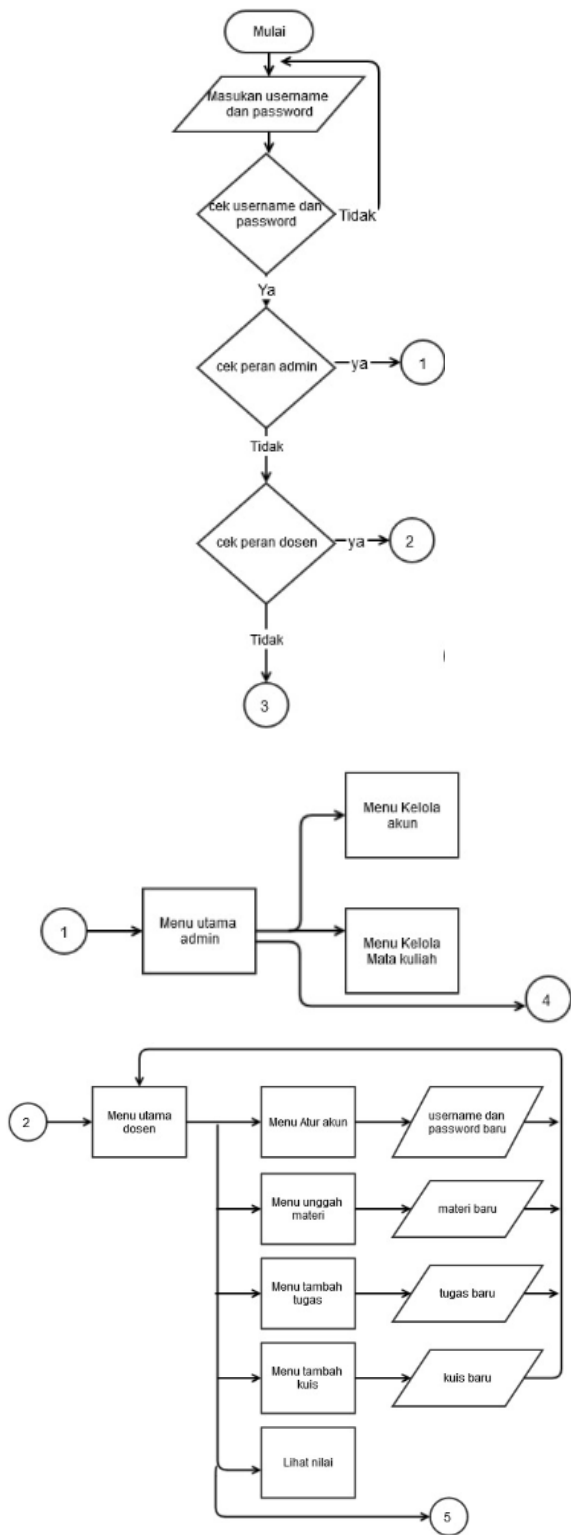 Mulai
Masukan username
dan password
cek username dan
password
Tidak
Ya
cek peran admin
ya
1
Tidak
cek peran dosen
ya
2
Tidak
3
Menu Kelola
akun
1
Menu utama
admin
Menu Kelola
Mata kuliah
4
2
Menu utama
dosen
Menu Atur akun
username dan
password baru
Menu unggah
materi
materi baru
Menu tambah
tugas
tugas baru
Menu tambah
kuis
kuis baru
Lihat nilai
5